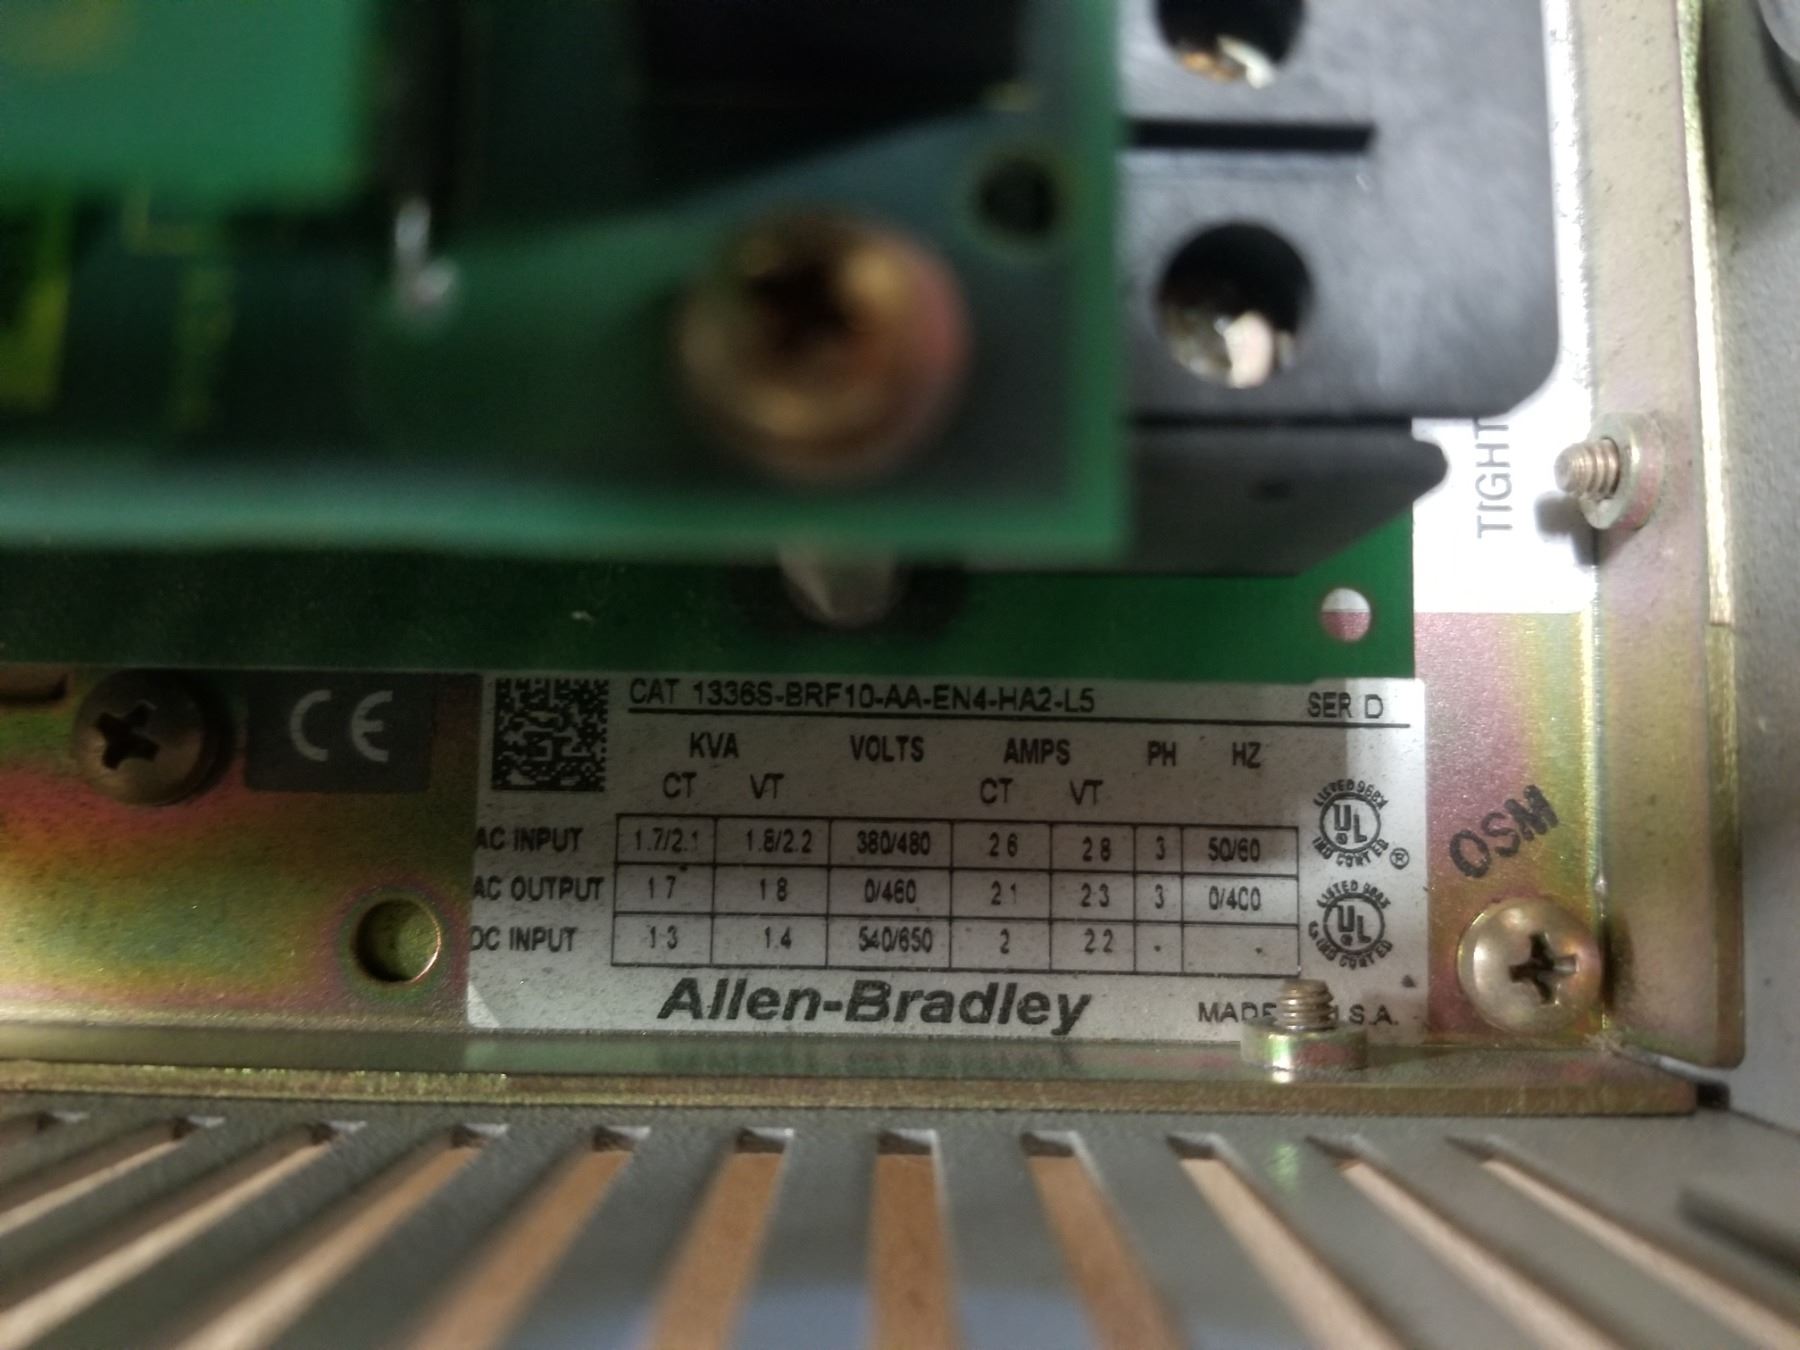 TIGHT
CE
CAT 1336S-BRF10-AA-EN4-HA2-L5 SER D
KVA VOLTS AMPS PH HZ
CT VT CT VT
AC INPUT 1.7/2.1 1.8/2.2 380/480 2.6 2.8 3 50/60
AC OUTPUT 1.7 1.8 0/460 2.1 2.3 3 0/400
DC INPUT 1.3 1.4 540/650 2 2.2 - -
UL ®
UL
OSM
Allen-Bradley
MADE S.A.